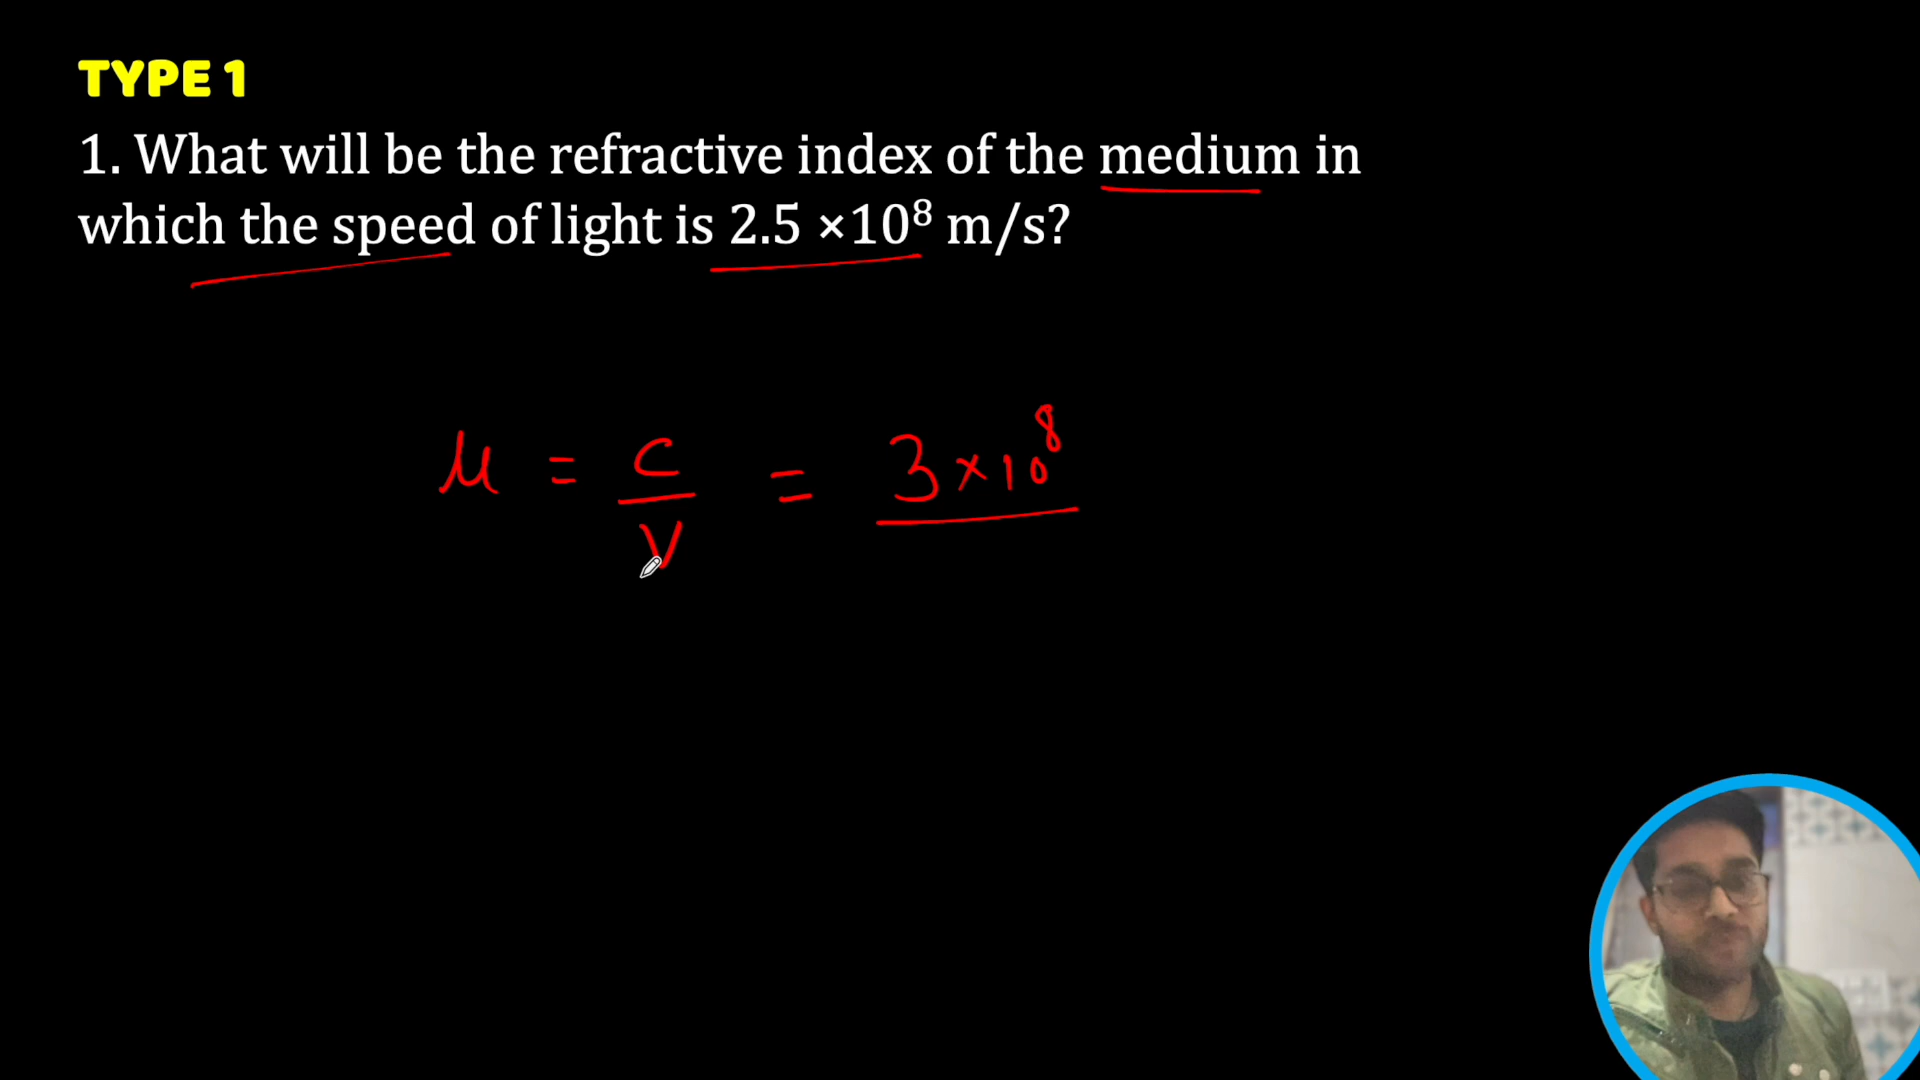 TYPE 1
1. What will be the refractive index of the medium in
which the speed of light is 2.5 ×10⁸ m/s?
μ = c/v = 3×10⁸